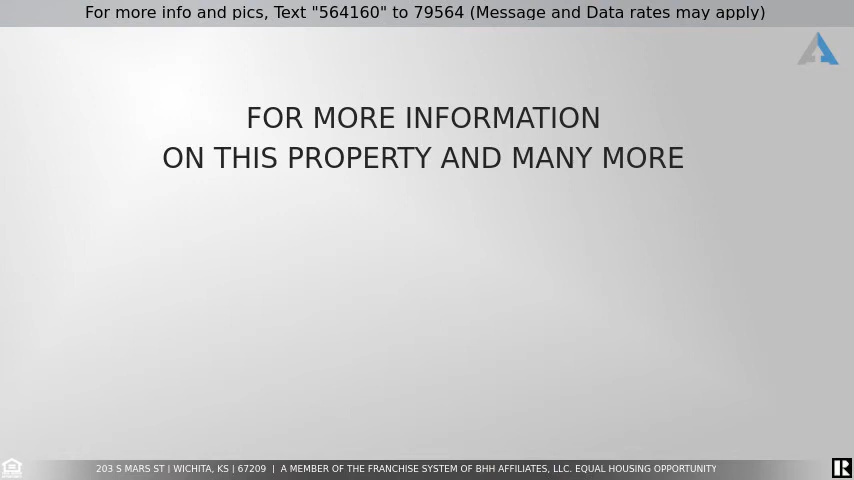 For more info and pics, Text "564160" to 79564 (Message and Data rates may apply)
FOR MORE INFORMATION
ON THIS PROPERTY AND MANY MORE
203 S MARS ST | WICHITA, KS | 67209 | A MEMBER OF THE FRANCHISE SYSTEM OF BHH AFFILIATES, LLC. EQUAL HOUSING OPPORTUNITY